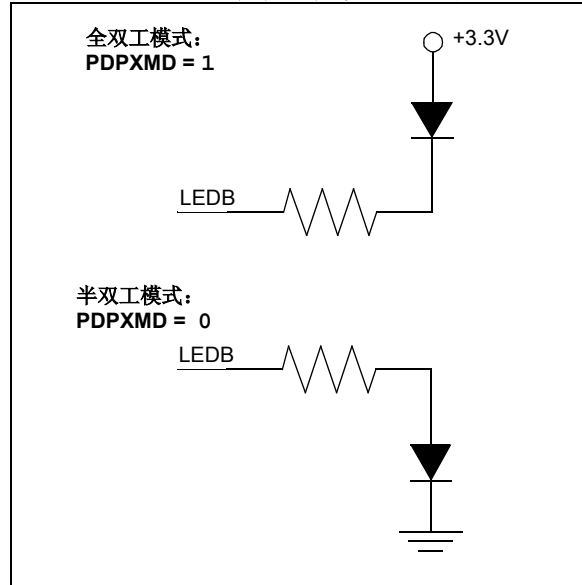 全双工模式：
PDPXMD = 1
+3.3V
LEDB
半双工模式：
PDPXMD = 0
LEDB